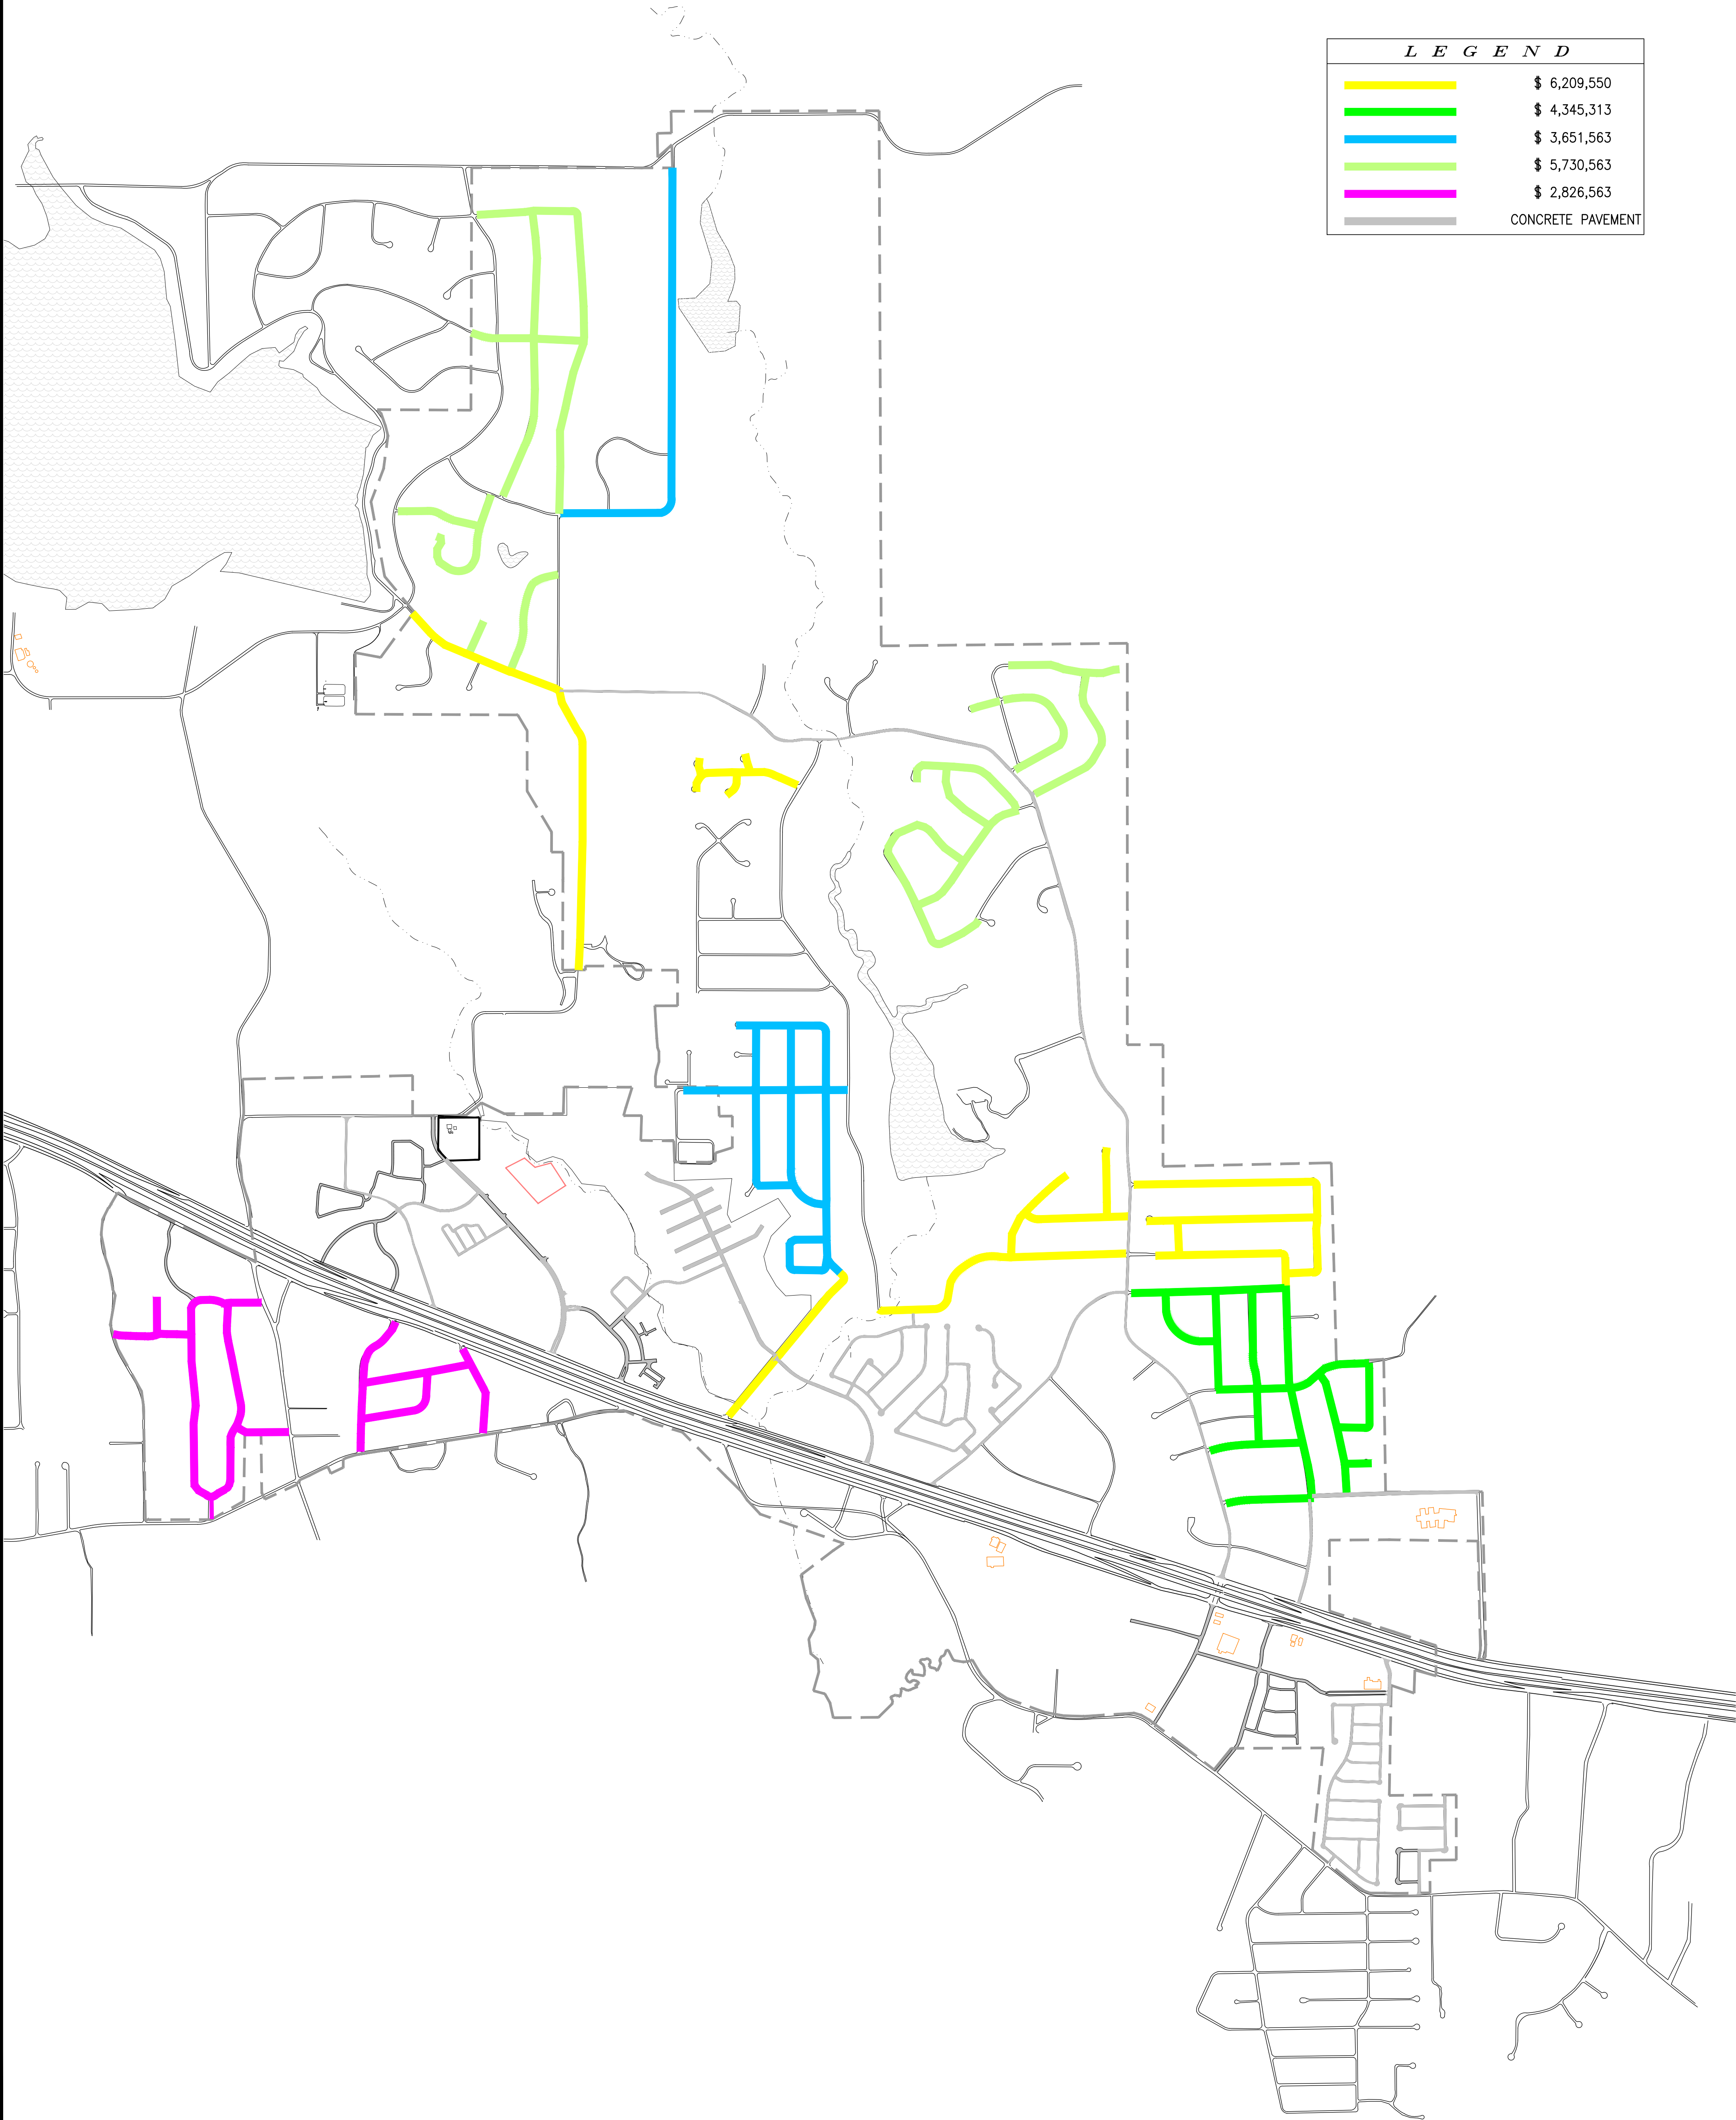 L E G E N D
$ 6,209,550
$ 4,345,313
$ 3,651,563
$ 5,730,563
$ 2,826,563
CONCRETE PAVEMENT